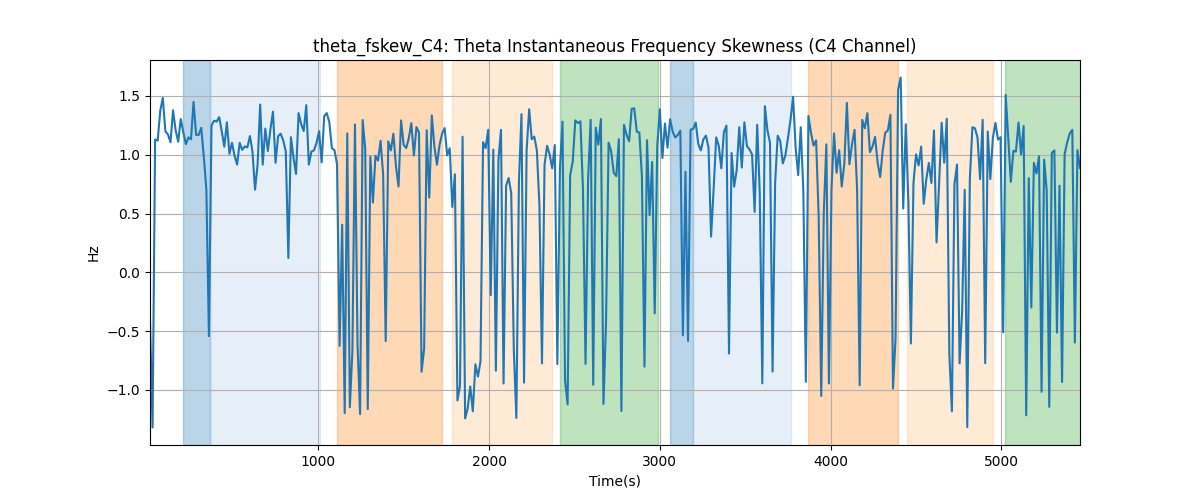 theta_fskew_C4: Theta Instantaneous Frequency Skewness (C4 Channel)
1.5
1.0
0.5
0.0
−0.5
−1.0
Hz
1000 2000 3000 4000 5000
Time(s)